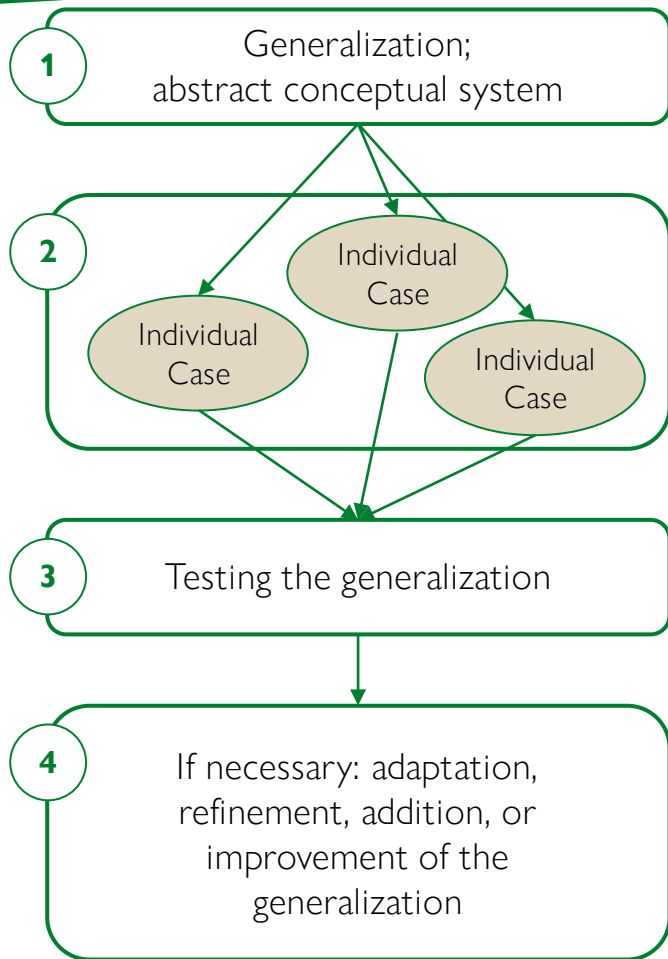 1
Generalization;
abstract conceptual system
2
Individual
Case
Individual
Case
Individual
Case
3
Testing the generalization
4
If necessary: adaptation,
refinement, addition, or
improvement of the
generalization